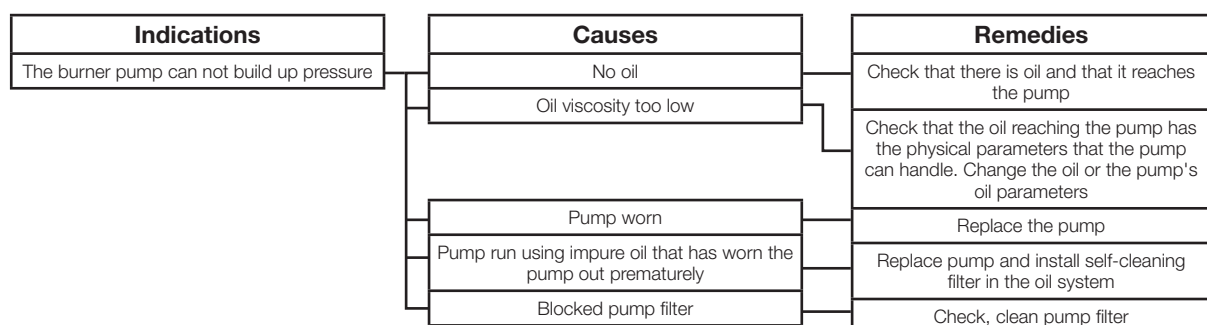 Indications
Causes
Remedies
The burner pump can not build up pressure
No oil
Check that there is oil and that it reaches
the pump
Oil viscosity too low
Check that the oil reaching the pump has
the physical parameters that the pump
can handle. Change the oil or the pump's
oil parameters
Pump worn
Replace the pump
Pump run using impure oil that has worn the
pump out prematurely
Replace pump and install self-cleaning
filter in the oil system
Blocked pump filter
Check, clean pump filter